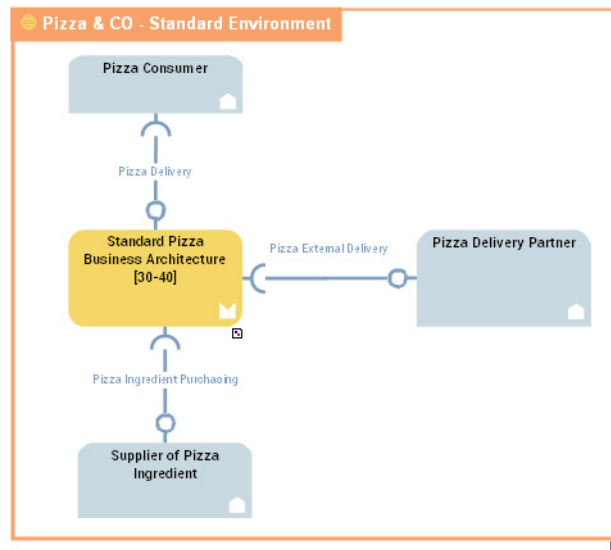 Pizza & CO - Standard Environment
Pizza Consumer
Pizza Delivery
Standard Pizza
Business Architecture
[30-40]
Pizza External Delivery
Pizza Delivery Partner
Pizza Ingredient Purchasing
Supplier of Pizza
Ingredient